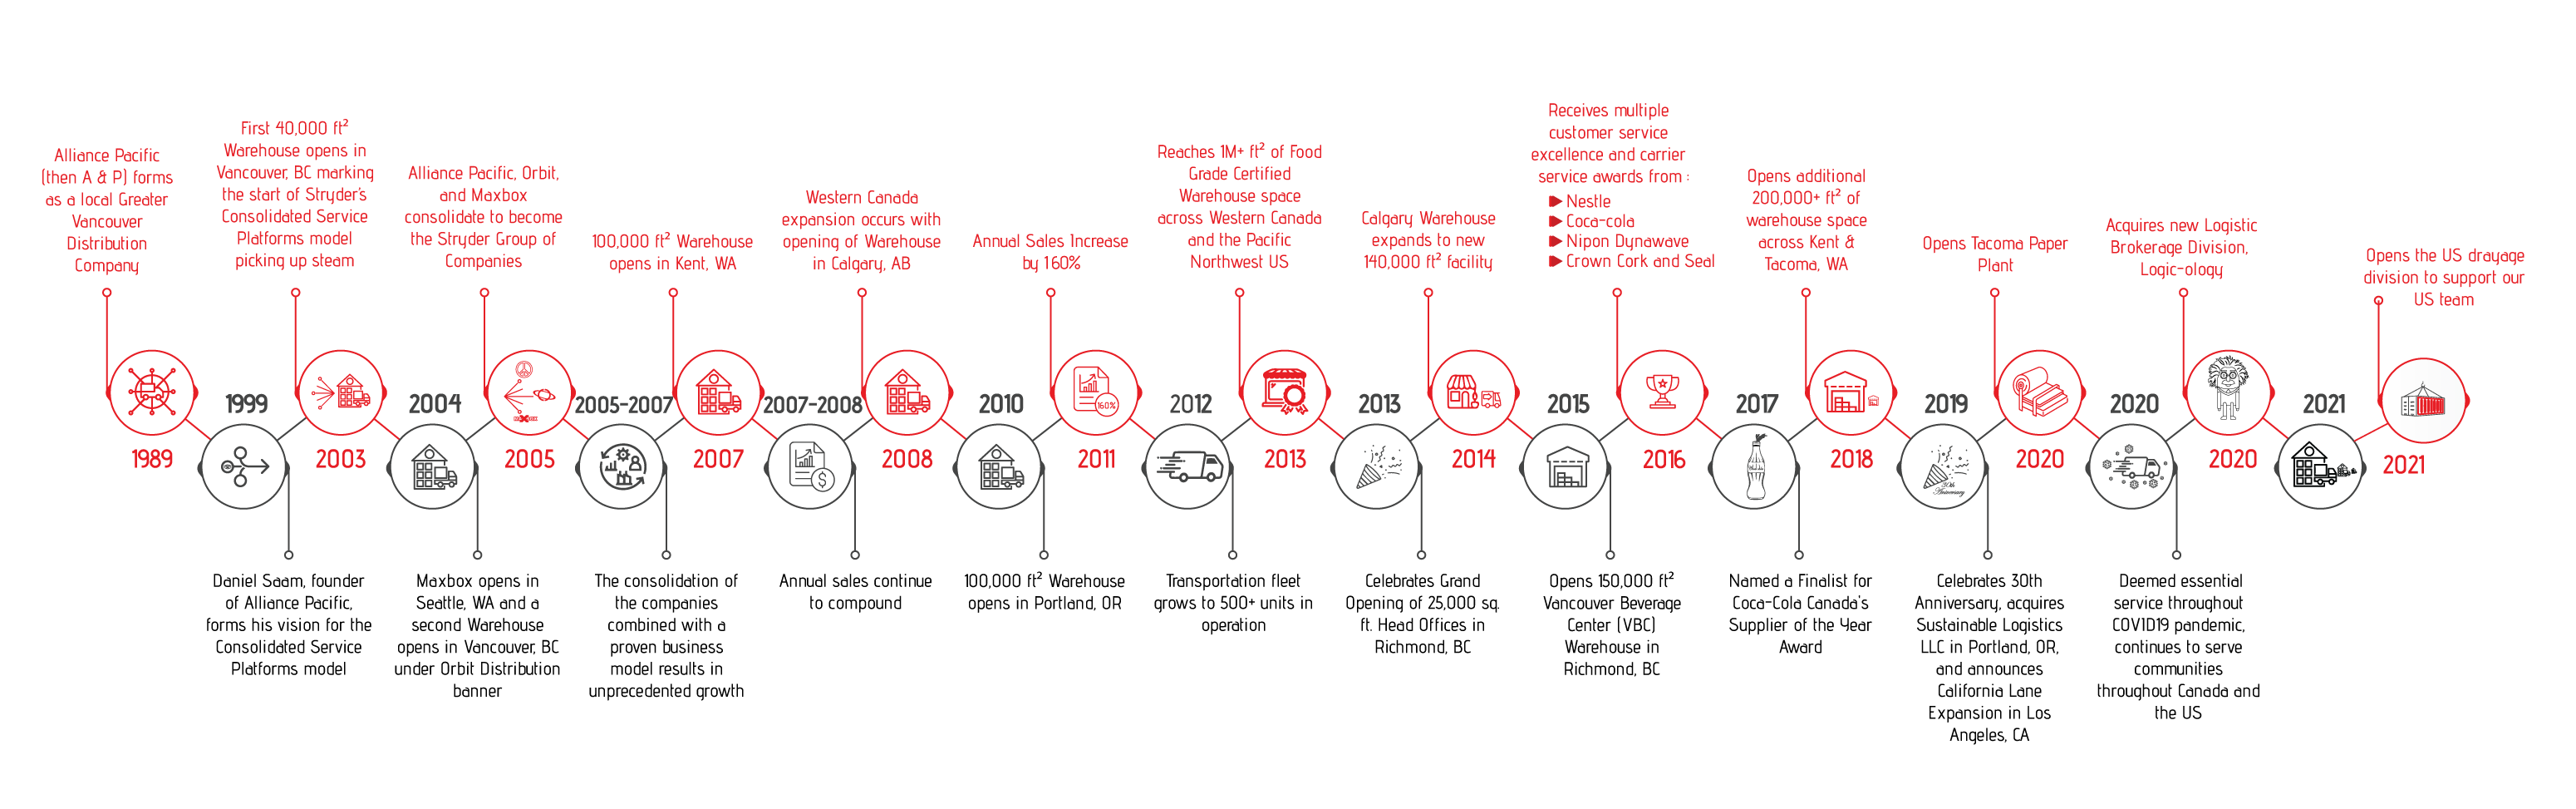 Alliance Pacific
(then A & P) forms
as a local Greater
Vancouver
Distribution
Company
1989
1999
Daniel Saam, founder
of Alliance Pacific,
forms his vision for the
Consolidated Service
Platforms model
First 40,000 ft²
Warehouse opens in
Vancouver, BC marking
the start of Stryder's
Consolidated Service
Platforms model
picking up steam
2003
2004
Maxbox opens in
Seattle, WA and a
second Warehouse
opens in Vancouver, BC
under Orbit Distribution
banner
Alliance Pacific, Orbit,
and Maxbox
consolidate to become
the Stryder Group of
Companies
2005
2005-2007
The consolidation of
the companies
combined with a
proven business
model results in
unprecedented growth
100,000 ft² Warehouse
opens in Kent, WA
2007
2007-2008
$
Annual sales continue
to compound
Western Canada
expansion occurs with
opening of Warehouse
in Calgary, AB
2008
2010
100,000 ft² Warehouse
opens in Portland, OR
Annual Sales Increase
by 160%
160%
2011
2012
Transportation fleet
grows to 500+ units in
operation
Reaches 1M+ ft² of Food
Grade Certified
Warehouse space
across Western Canada
and the Pacific
Northwest US
2013
2013
Celebrates Grand
Opening of 25,000 sq.
ft. Head Offices in
Richmond, BC
Calgary Warehouse
expands to new
140,000 ft² facility
2014
2015
Opens 150,000 ft²
Vancouver Beverage
Center (VBC)
Warehouse in
Richmond, BC
Receives multiple
customer service
excellence and carrier
service awards from :
Nestle
Coca-cola
Nipon Dynawave
Crown Cork and Seal
2016
2017
Named a Finalist for
Coca-Cola Canada's
Supplier of the Year
Award
Opens additional
200,000+ ft² of
warehouse space
across Kent &
Tacoma, WA
2018
2019
30th
Anniversary
Celebrates 30th
Anniversary, acquires
Sustainable Logistics
LLC in Portland, OR,
and announces
California Lane
Expansion in Los
Angeles, CA
Opens Tacoma Paper
Plant
2020
2020
Deemed essential
service throughout
COVID19 pandemic,
continues to serve
communities
throughout Canada and
the US
Acquires new Logistic
Brokerage Division,
Logic-ology
2020
2021
Opens the US drayage
division to support our
US team
2021